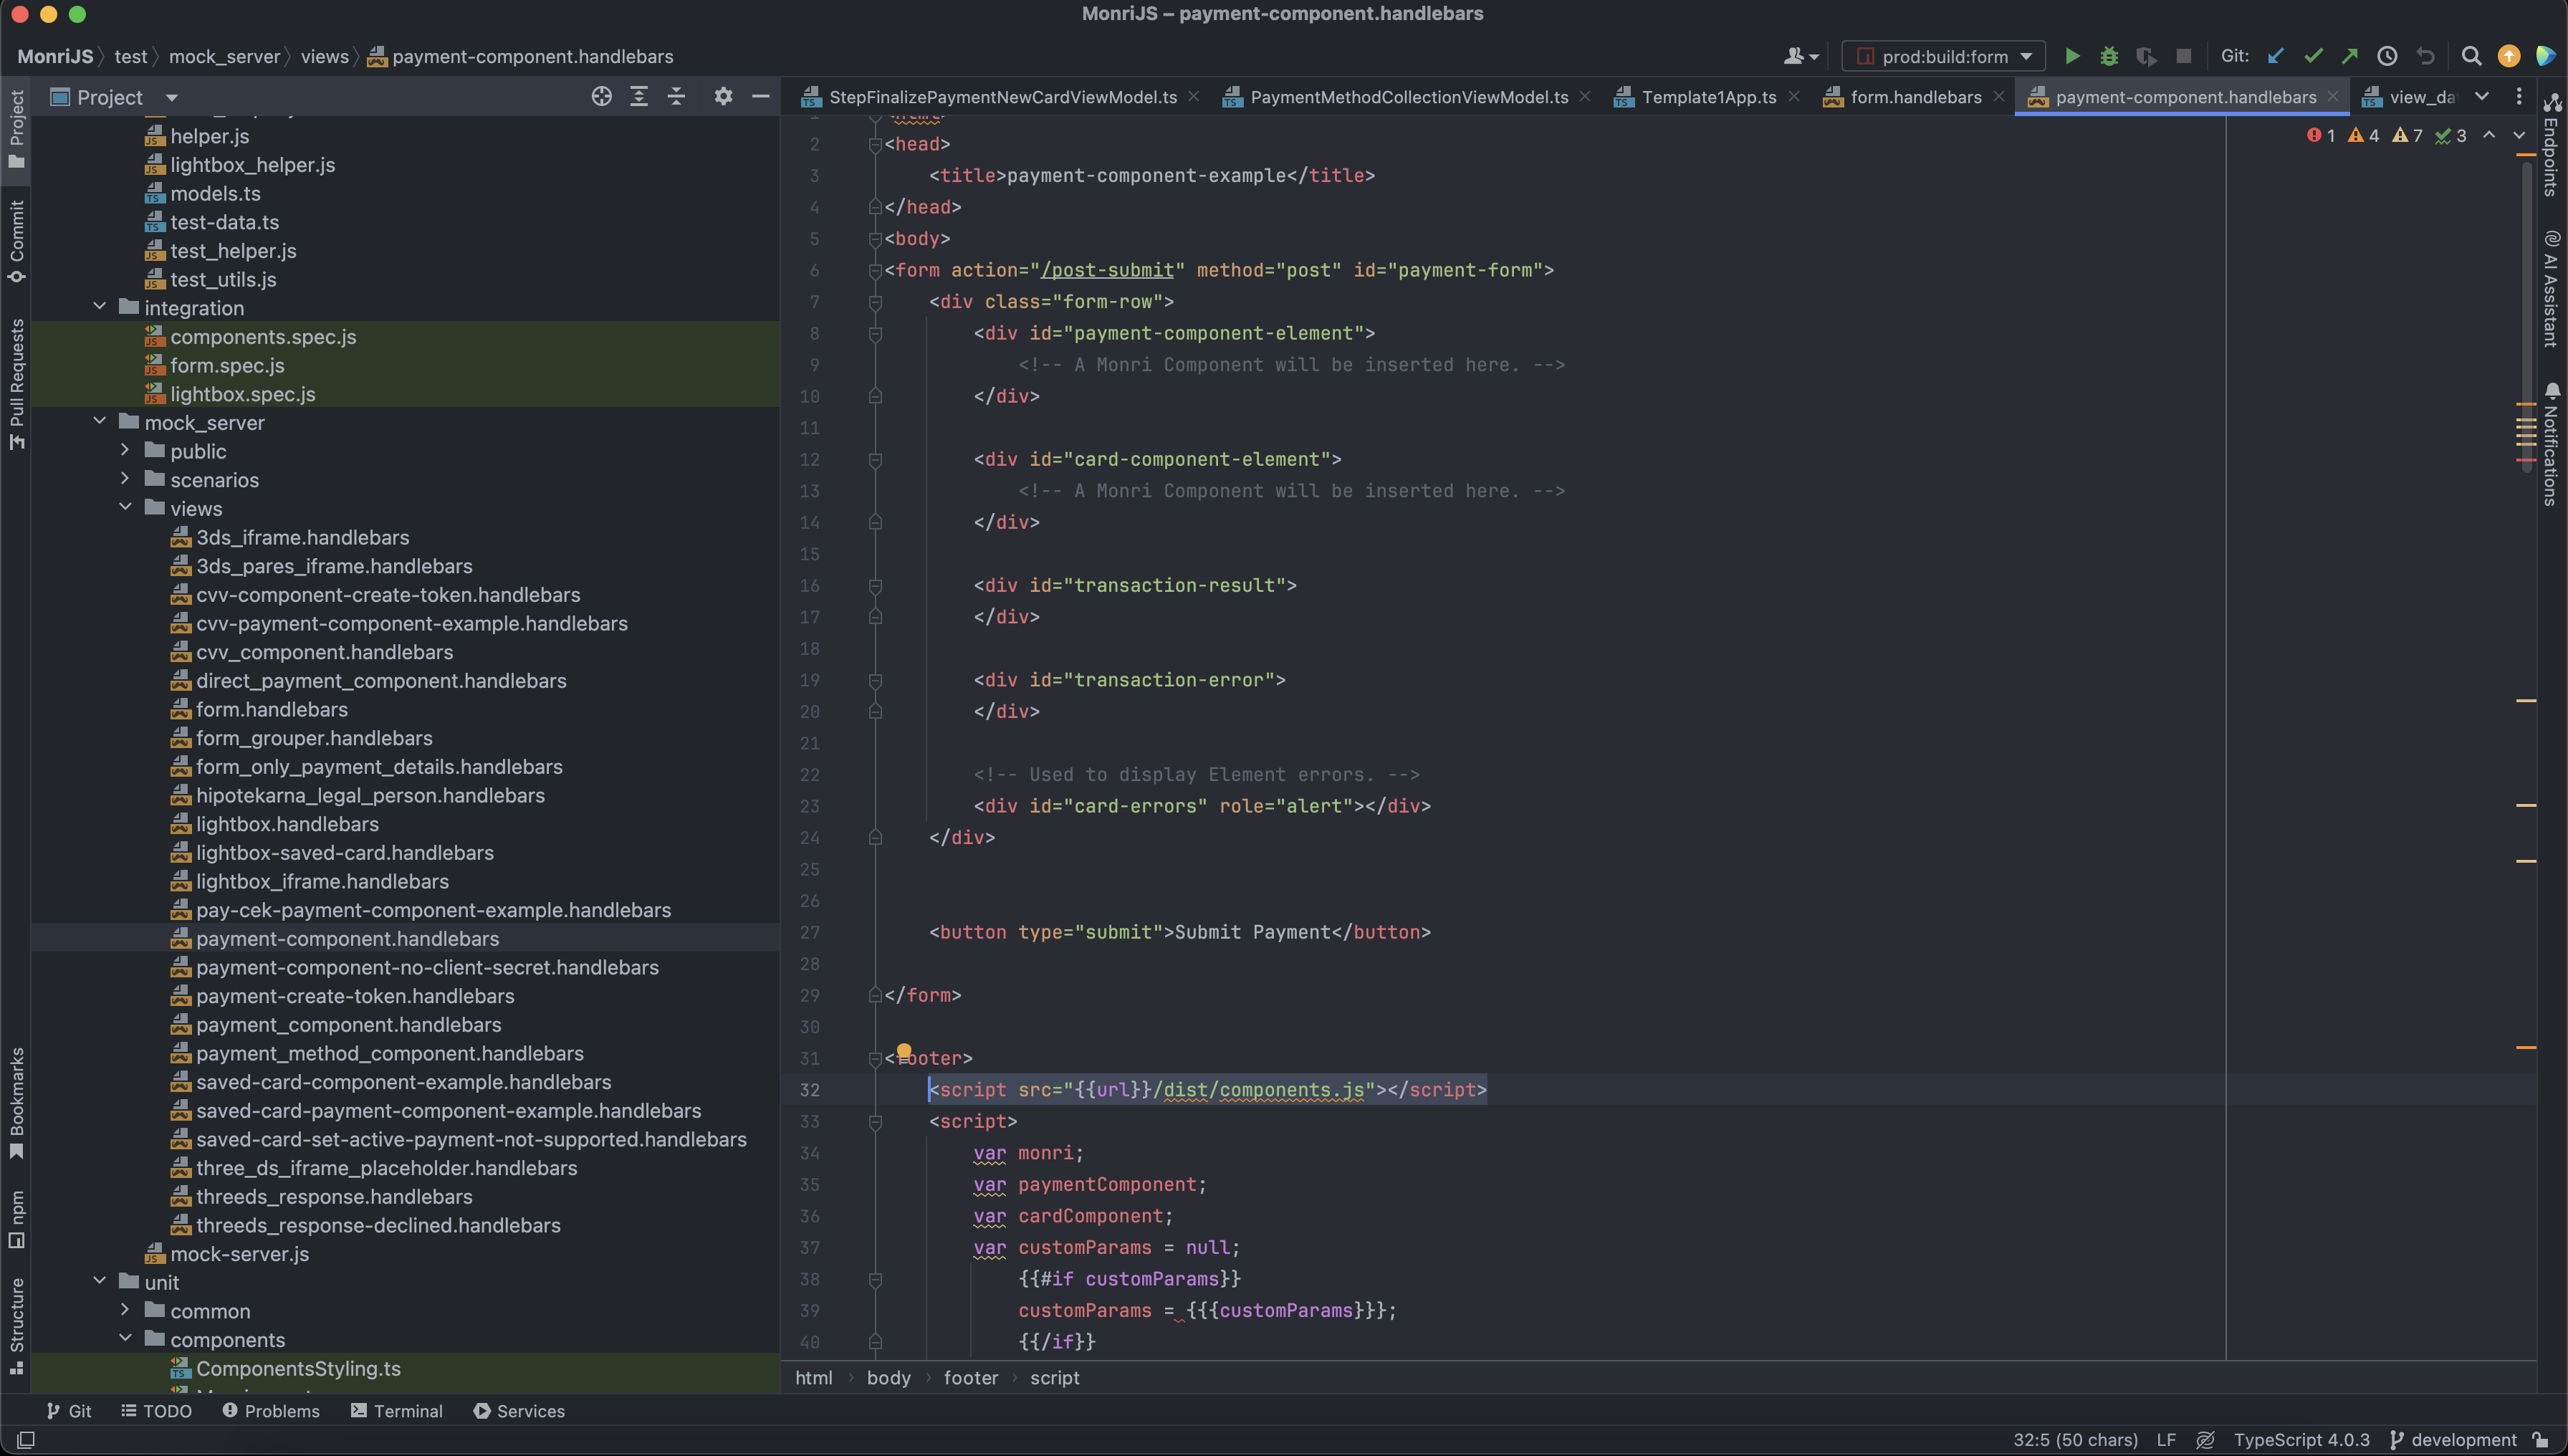 MonriJS – payment-component.handlebars
MonriJS test mock_server views payment-component.handlebars
prod:build:form
Git:
Project
StepFinalizePaymentNewCardViewModel.ts
PaymentMethodCollectionViewModel.ts
Template1App.ts
form.handlebars
payment-component.handlebars
view_da
Project
Commit
Pull Requests
Bookmarks
npm
Structure
helper.js
lightbox_helper.js
models.ts
test-data.ts
test_helper.js
test_utils.js
integration
components.spec.js
form.spec.js
lightbox.spec.js
mock_server
public
scenarios
views
3ds_iframe.handlebars
3ds_pares_iframe.handlebars
cvv-component-create-token.handlebars
cvv-payment-component-example.handlebars
cvv_component.handlebars
direct_payment_component.handlebars
form.handlebars
form_grouper.handlebars
form_only_payment_details.handlebars
hipotekarna_legal_person.handlebars
lightbox.handlebars
lightbox-saved-card.handlebars
lightbox_iframe.handlebars
pay-cek-payment-component-example.handlebars
payment-component.handlebars
payment-component-no-client-secret.handlebars
payment-create-token.handlebars
payment_component.handlebars
payment_method_component.handlebars
saved-card-component-example.handlebars
saved-card-payment-component-example.handlebars
saved-card-set-active-payment-not-supported.handlebars
three_ds_iframe_placeholder.handlebars
threeds_response.handlebars
threeds_response-declined.handlebars
mock-server.js
unit
common
components
ComponentsStyling.ts
1 4 7 3
2 <head>
3 <title>payment-component-example</title>
4 </head>
5 <body>
6 <form action="/post-submit" method="post" id="payment-form">
7 <div class="form-row">
8 <div id="payment-component-element">
9 <!-- A Monri Component will be inserted here. -->
10 </div>
11
12 <div id="card-component-element">
13 <!-- A Monri Component will be inserted here. -->
14 </div>
15
16 <div id="transaction-result">
17 </div>
18
19 <div id="transaction-error">
20 </div>
21
22 <!-- Used to display Element errors. -->
23 <div id="card-errors" role="alert"></div>
24 </div>
25
26
27 <button type="submit">Submit Payment</button>
28
29 </form>
30
31 <footer>
32 <script src="{{url}}/dist/components.js"></script>
33 <script>
34 var monri;
35 var paymentComponent;
36 var cardComponent;
37 var customParams = null;
38 {{#if customParams}}
39 customParams = {{{customParams}}};
40 {{/if}}
html body footer script
Endpoints
AI Assistant
Notifications
Git TODO Problems Terminal Services
32:5 (50 chars) LF TypeScript 4.0.3 development